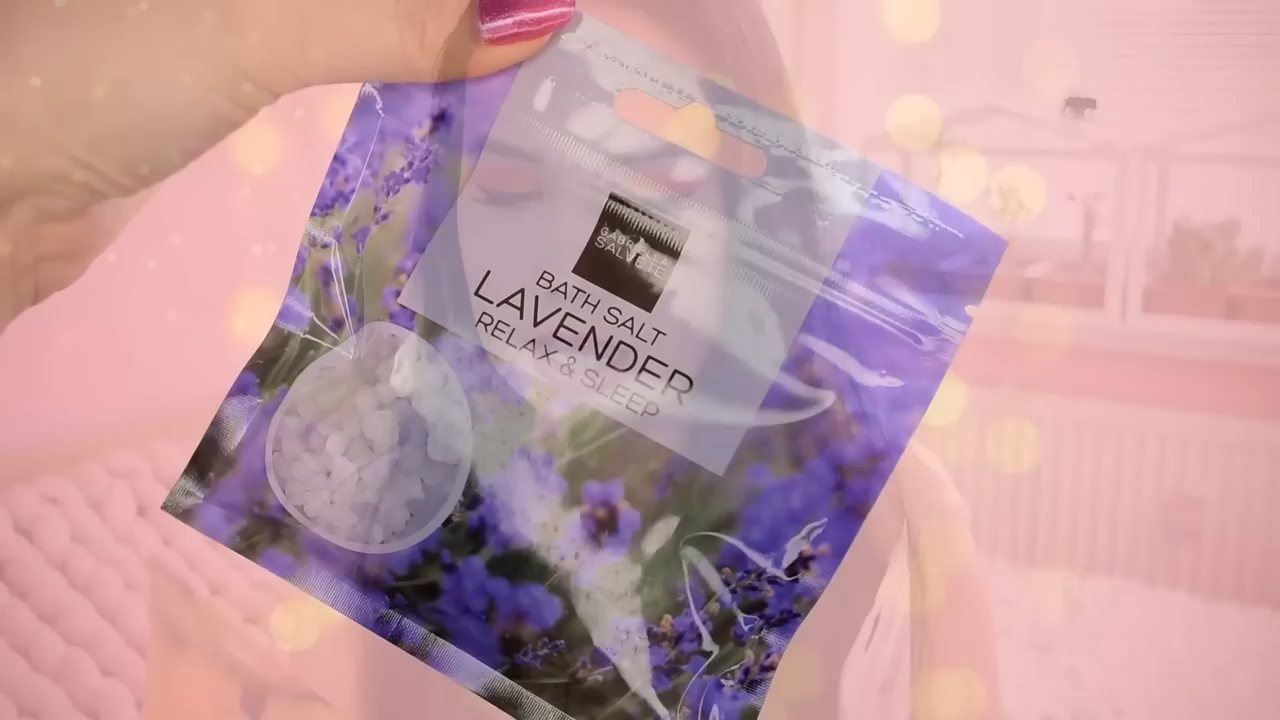 GABRIELLA
SALVETE
BATH SALT
LAVENDER
RELAX & SLEEP